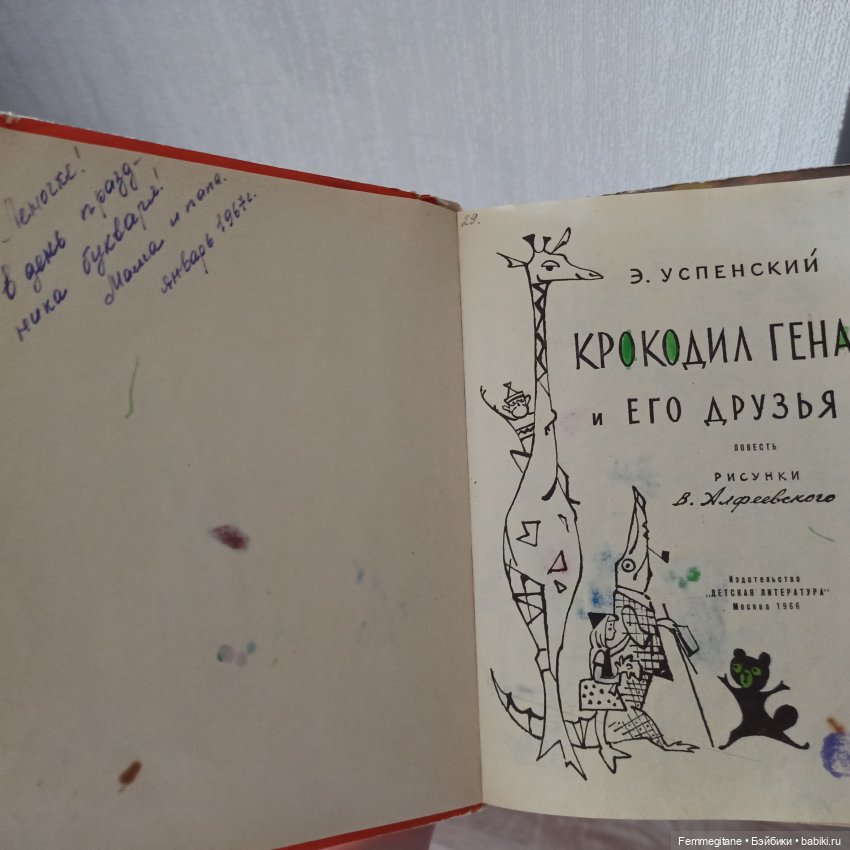 Леночке!
в день празд-
ника букваря!
Мама и папа.
январь 1967г.
29.
Э. УСПЕНСКИЙ
КРОКОДИЛ ГЕНА
И ЕГО ДРУЗЬЯ
ПОВЕСТЬ
РИСУНКИ
В. Алфеевского
Издательство
„ДЕТСКАЯ ЛИТЕРАТУРА"
Москва 1966
Femmegitane • Бэйбики • babiki.ru